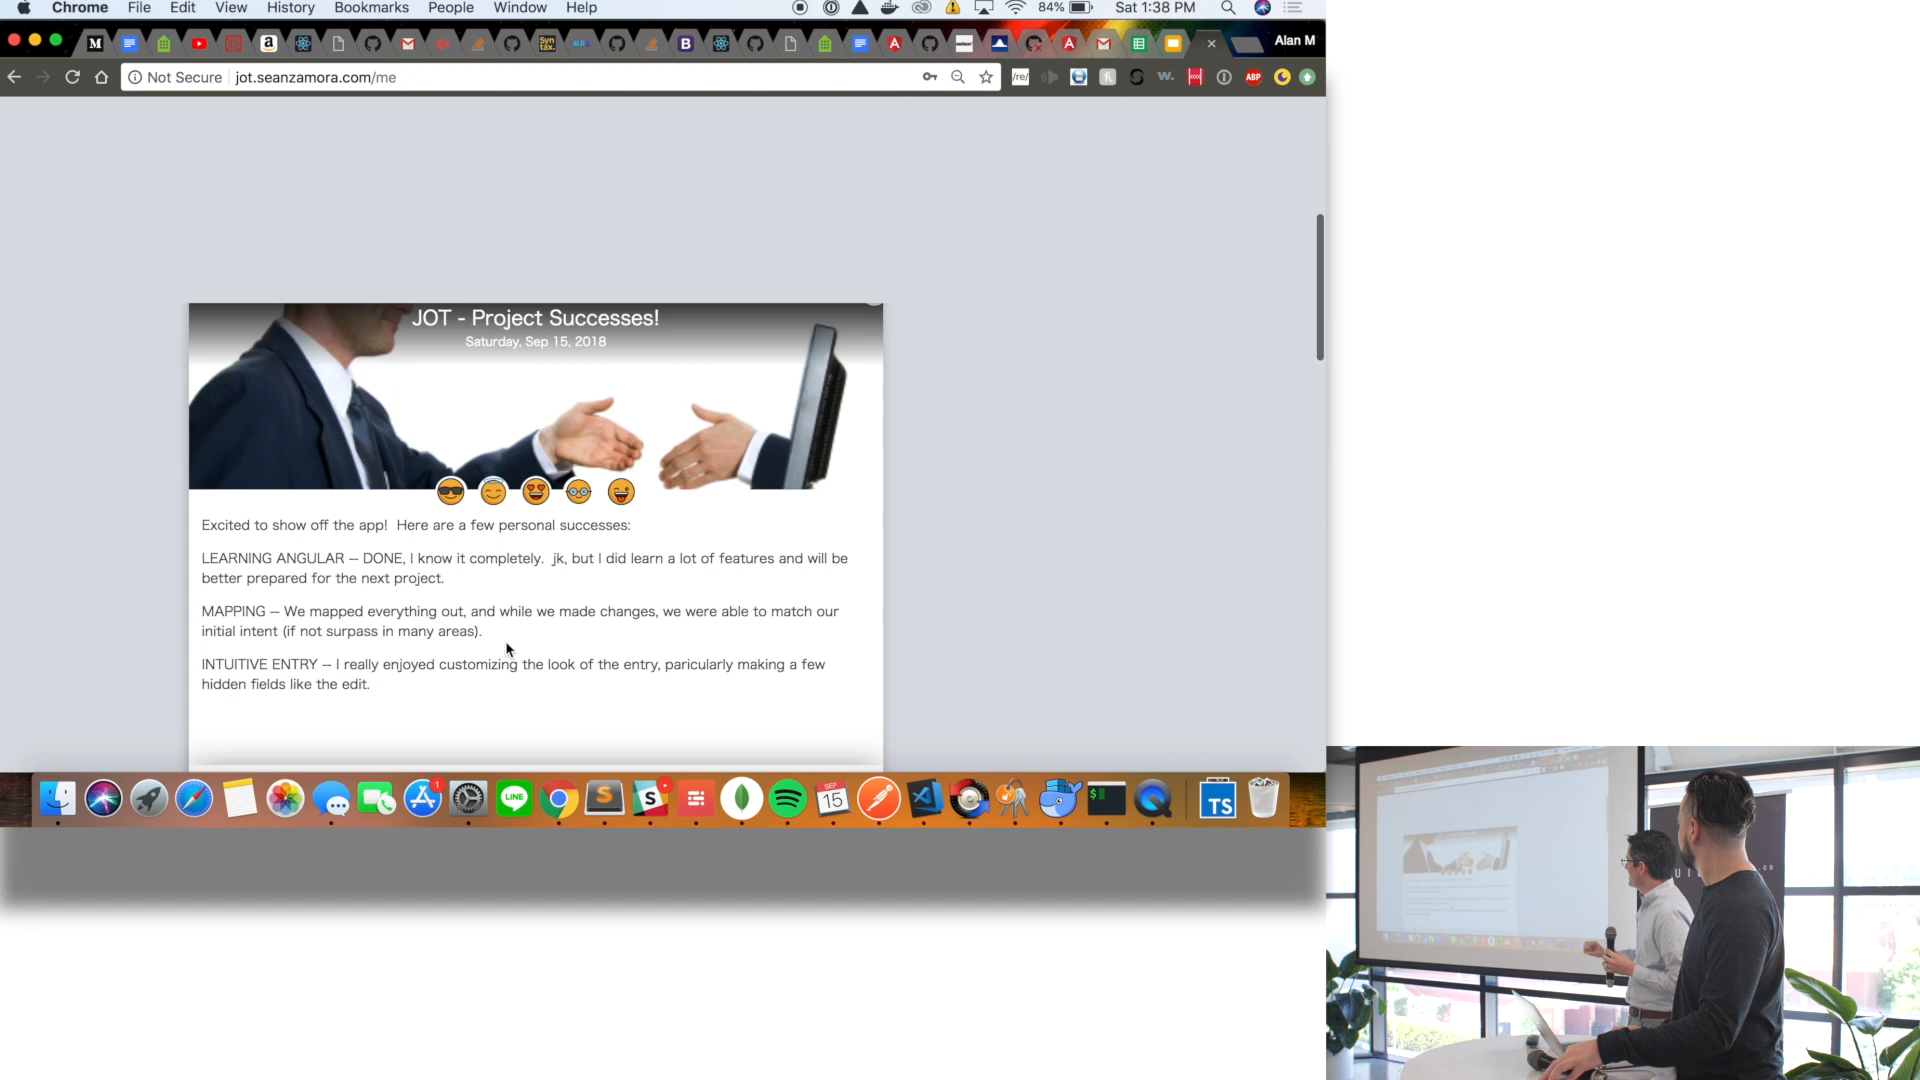 Chrome File Edit View History Bookmarks People Window Help 84% Sat 1:38 PM
Alan M
Not Secure jot.seanzamora.com/me
JOT - Project Successes!
Saturday, Sep 15, 2018
Excited to show off the app! Here are a few personal successes:
LEARNING ANGULAR -- DONE, I know it completely. jk, but I did learn a lot of features and will be
better prepared for the next project.
MAPPING -- We mapped everything out, and while we made changes, we were able to match our
initial intent (if not surpass in many areas).
INTUITIVE ENTRY -- I really enjoyed customizing the look of the entry, paricularly making a few
hidden fields like the edit.
LINE
SEP
15
TS